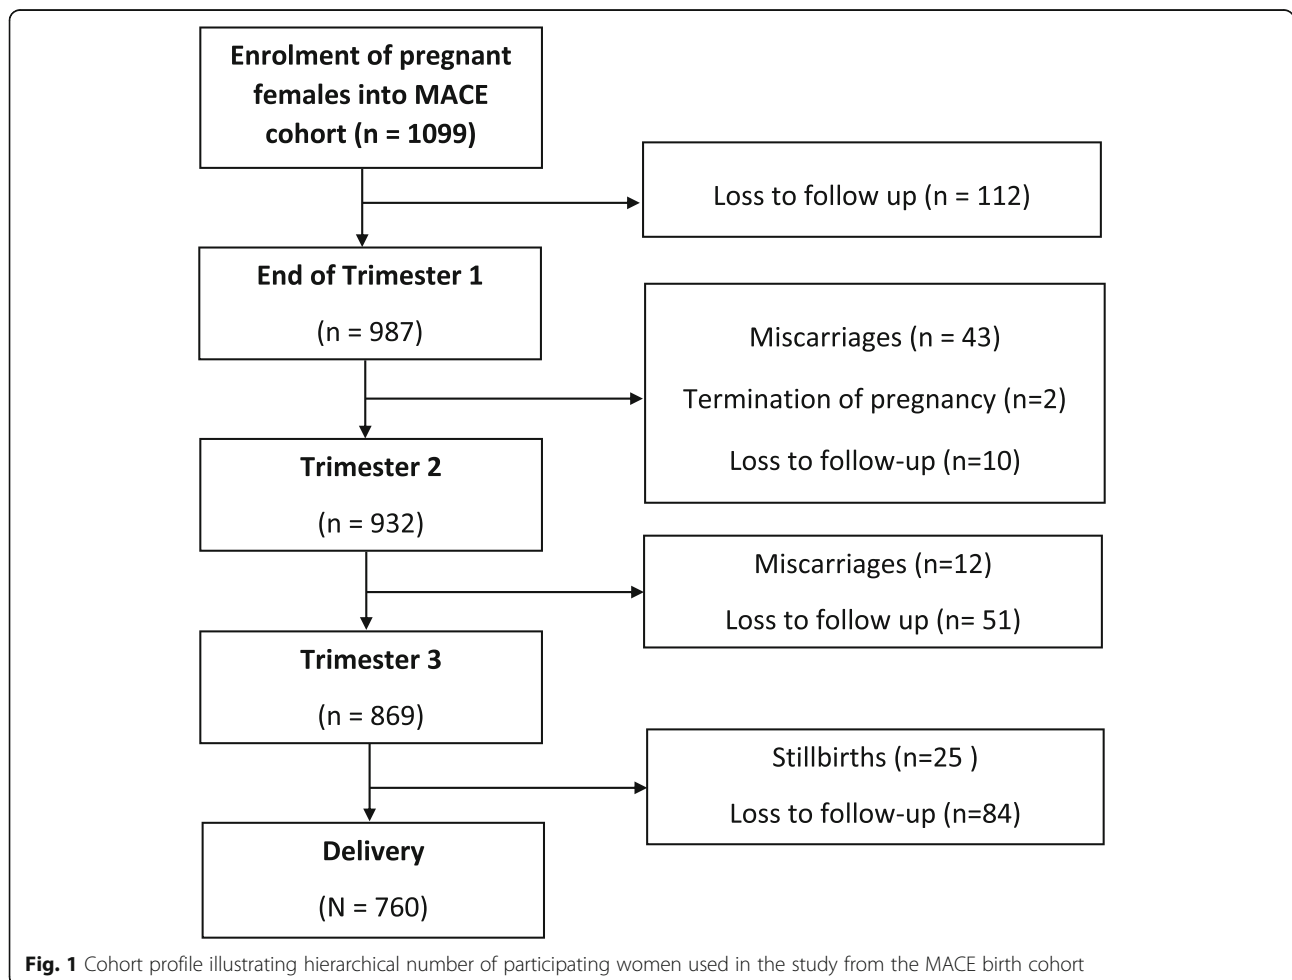 Enrolment of pregnant
females into MACE
cohort (n = 1099)
Loss to follow up (n = 112)
End of Trimester 1
(n = 987)
Miscarriages (n = 43)
Termination of pregnancy (n=2)
Loss to follow-up (n=10)
Trimester 2
(n = 932)
Miscarriages (n=12)
Loss to follow up (n= 51)
Trimester 3
(n = 869)
Stillbirths (n=25 )
Loss to follow-up (n=84)
Delivery
(N = 760)
Fig. 1 Cohort profile illustrating hierarchical number of participating women used in the study from the MACE birth cohort